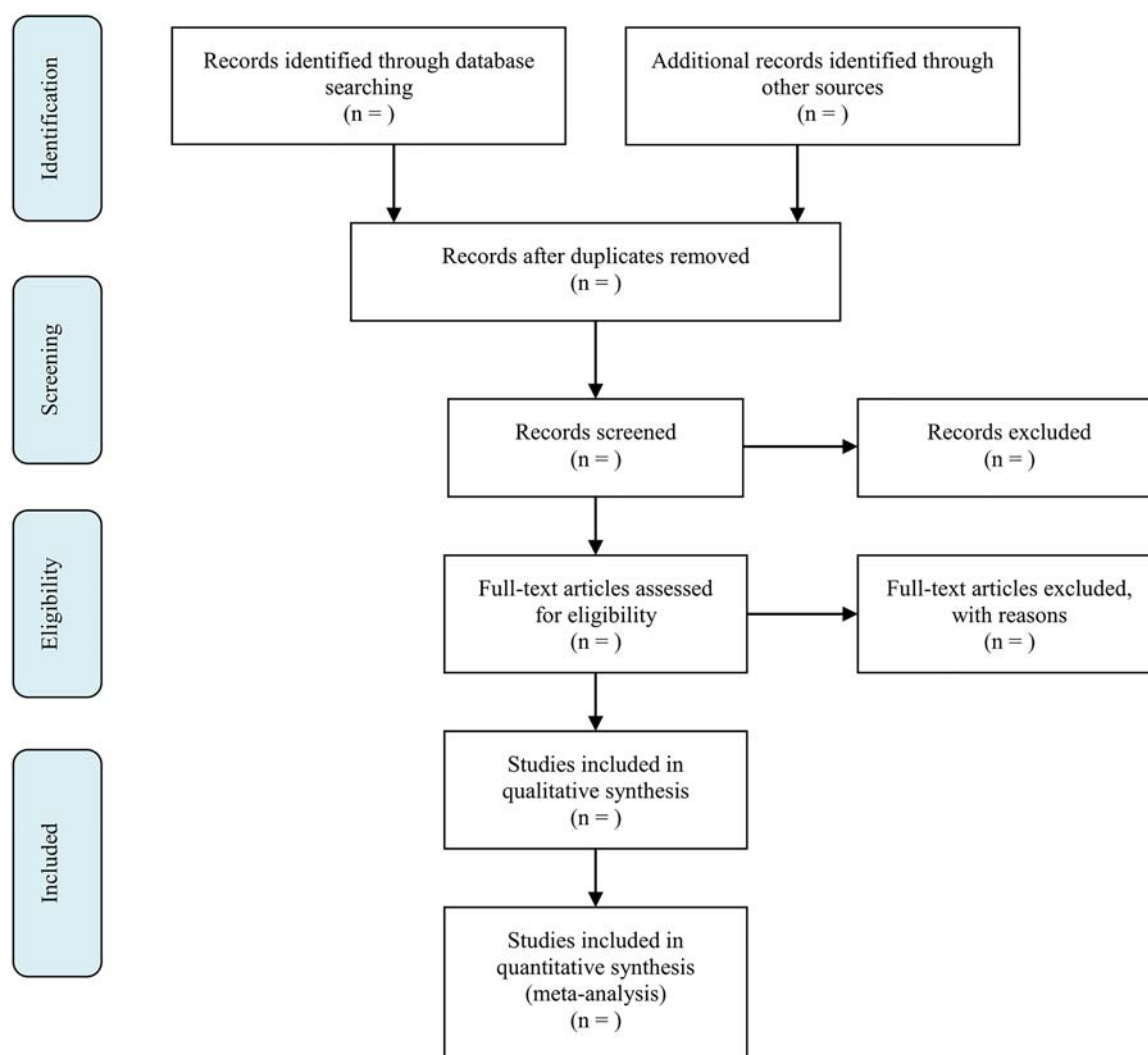 Identification
Records identified through database
searching
(n = )
Additional records identified through
other sources
(n = )
Records after duplicates removed
(n = )
Screening
Records screened
(n = )
Records excluded
(n = )
Eligibility
Full-text articles assessed
for eligibility
(n = )
Full-text articles excluded,
with reasons
(n = )
Included
Studies included in
qualitative synthesis
(n = )
Studies included in
quantitative synthesis
(meta-analysis)
(n = )